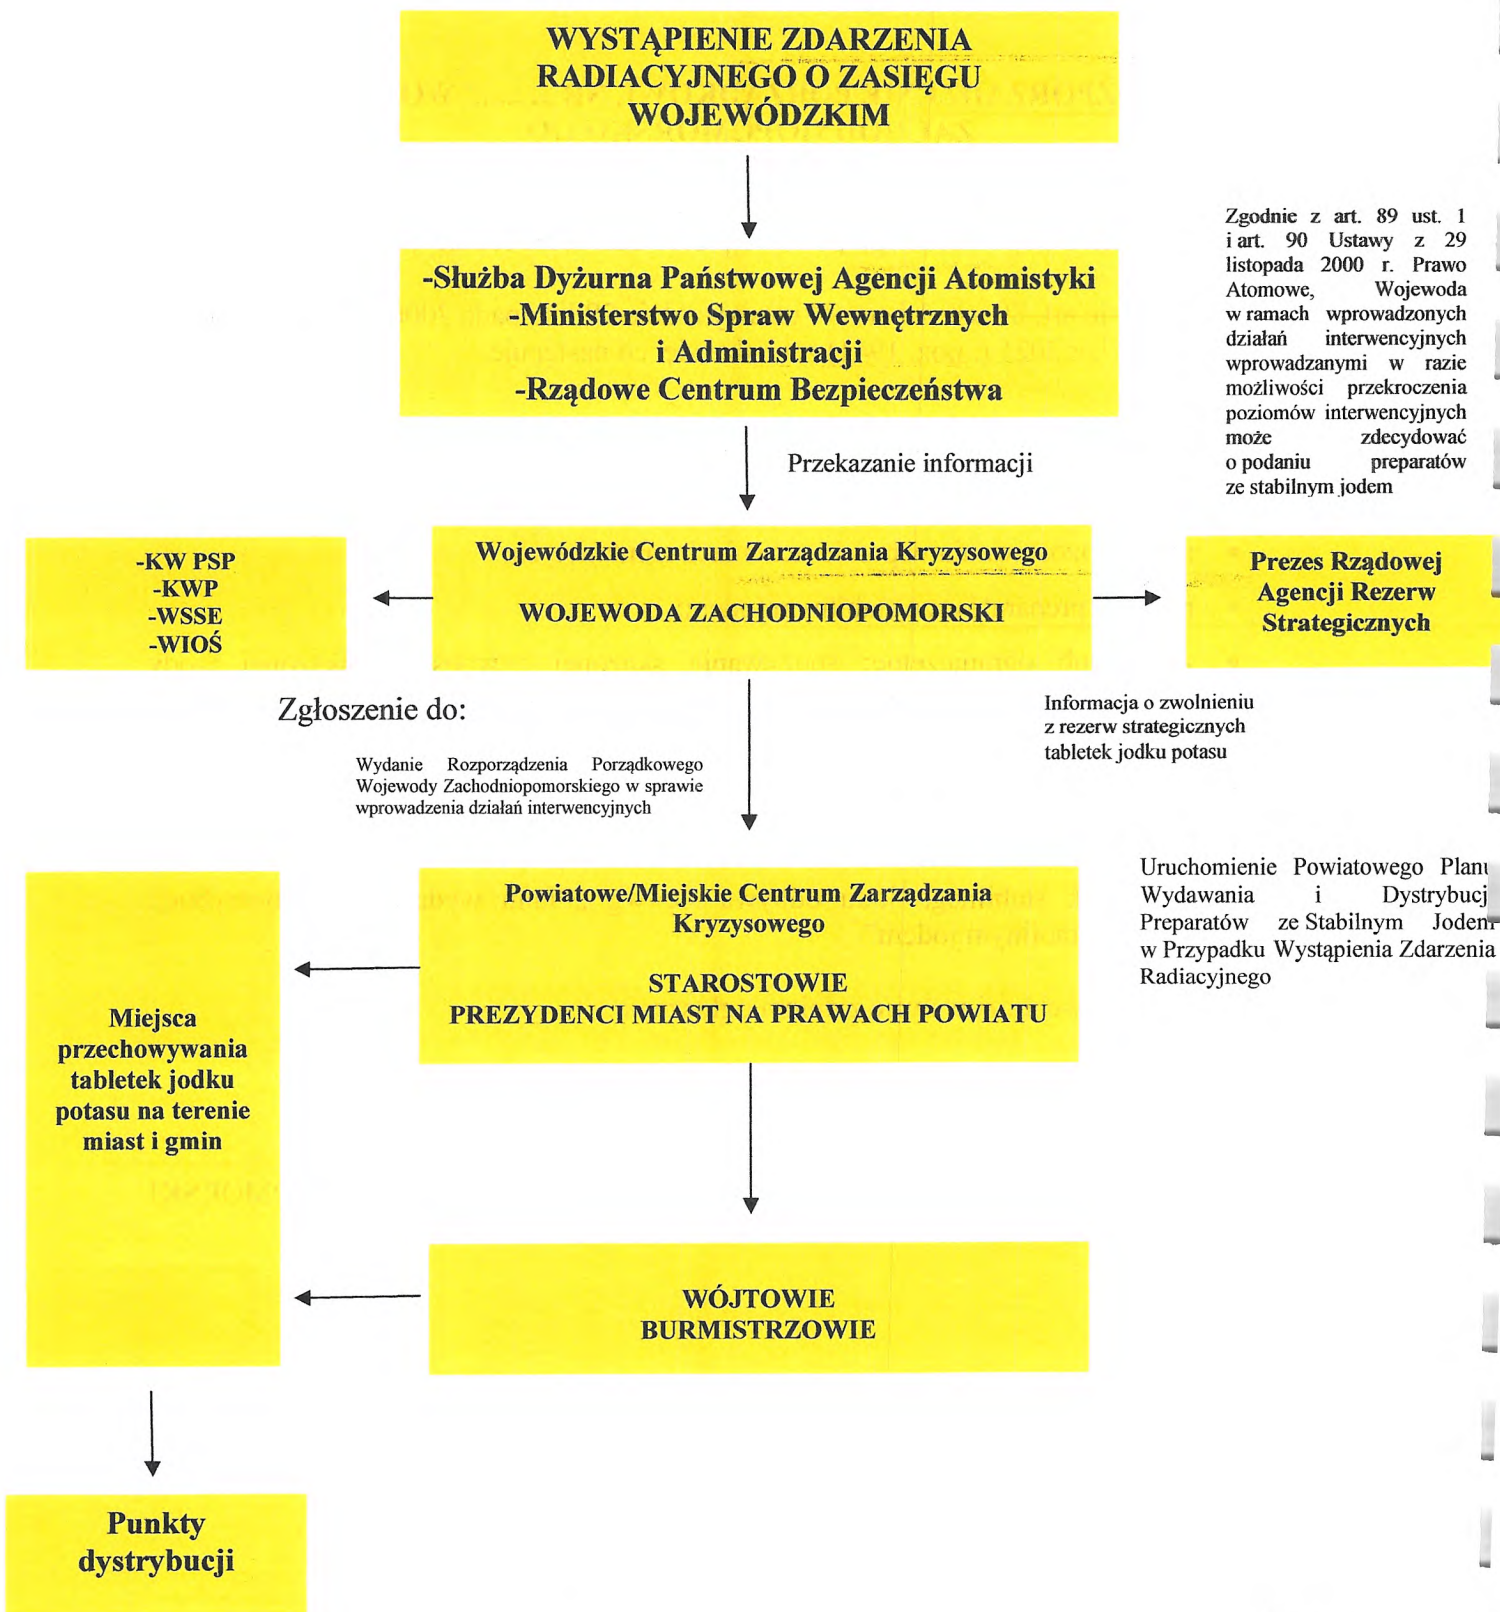 WYSTĄPIENIE ZDARZENIA
RADIACYJNEGO O ZASIĘGU
WOJEWÓDZKIM
Zgodnie z art. 89 ust. 1
i art. 90 Ustawy z 29
listopada 2000 r. Prawo
Atomowe, Wojewoda
w ramach wprowadzonych
działań interwencyjnych
wprowadzanymi w razie
możliwości przekroczenia
poziomów interwencyjnych
może zdecydować
o podaniu preparatów
ze stabilnym jodem
-Służba Dyżurna Państwowej Agencji Atomistyki
-Ministerstwo Spraw Wewnętrznych
i Administracji
-Rządowe Centrum Bezpieczeństwa
Przekazanie informacji
-KW PSP
-KWP
-WSSE
-WIOŚ
Wojewódzkie Centrum Zarządzania Kryzysowego
WOJEWODA ZACHODNIOPOMORSKI
Prezes Rządowej
Agencji Rezerw
Strategicznych
Zgłoszenie do:
Informacja o zwolnieniu
z rezerw strategicznych
tabletek jodku potasu
Wydanie Rozporządzenia Porządkowego
Wojewody Zachodniopomorskiego w sprawie
wprowadzenia działań interwencyjnych
Powiatowe/Miejskie Centrum Zarządzania
Kryzysowego
STAROSTOWIE
PREZYDENCI MIAST NA PRAWACH POWIATU
Uruchomienie Powiatowego Planu
Wydawania i Dystrybucj
Preparatów ze Stabilnym Jodem
w Przypadku Wystąpienia Zdarzenia
Radiacyjnego
Miejsca
przechowywania
tabletek jodku
potasu na terenie
miast i gmin
WÓJTOWIE
BURMISTRZOWIE
Punkty
dystrybucji